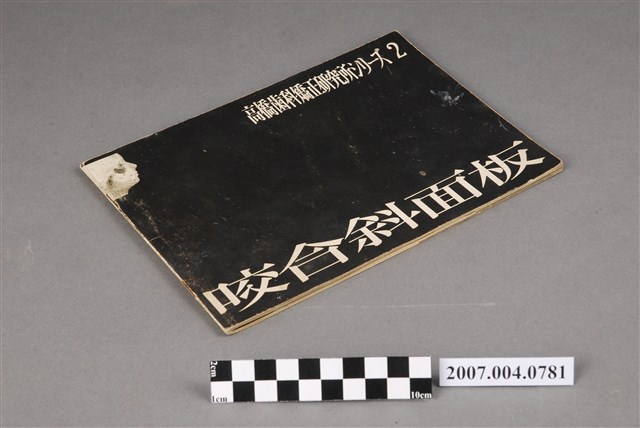 高橋歯科矯正研究所シリーズ 2
咬合斜面板
2cm
1cm
10cm
2007.004.0781